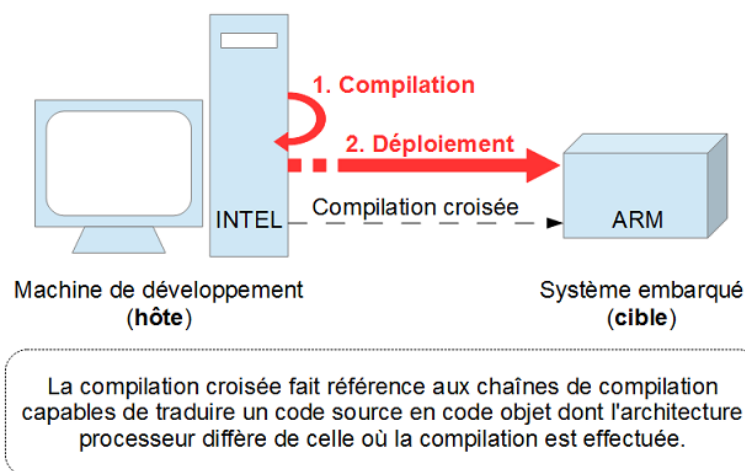 1. Compilation
2. Déploiement
INTEL
Compilation croisée
ARM
Machine de développement
(hôte)
Système embarqué
(cible)
La compilation croisée fait référence aux chaînes de compilation
capables de traduire un code source en code objet dont l'architecture
processeur diffère de celle où la compilation est effectuée.